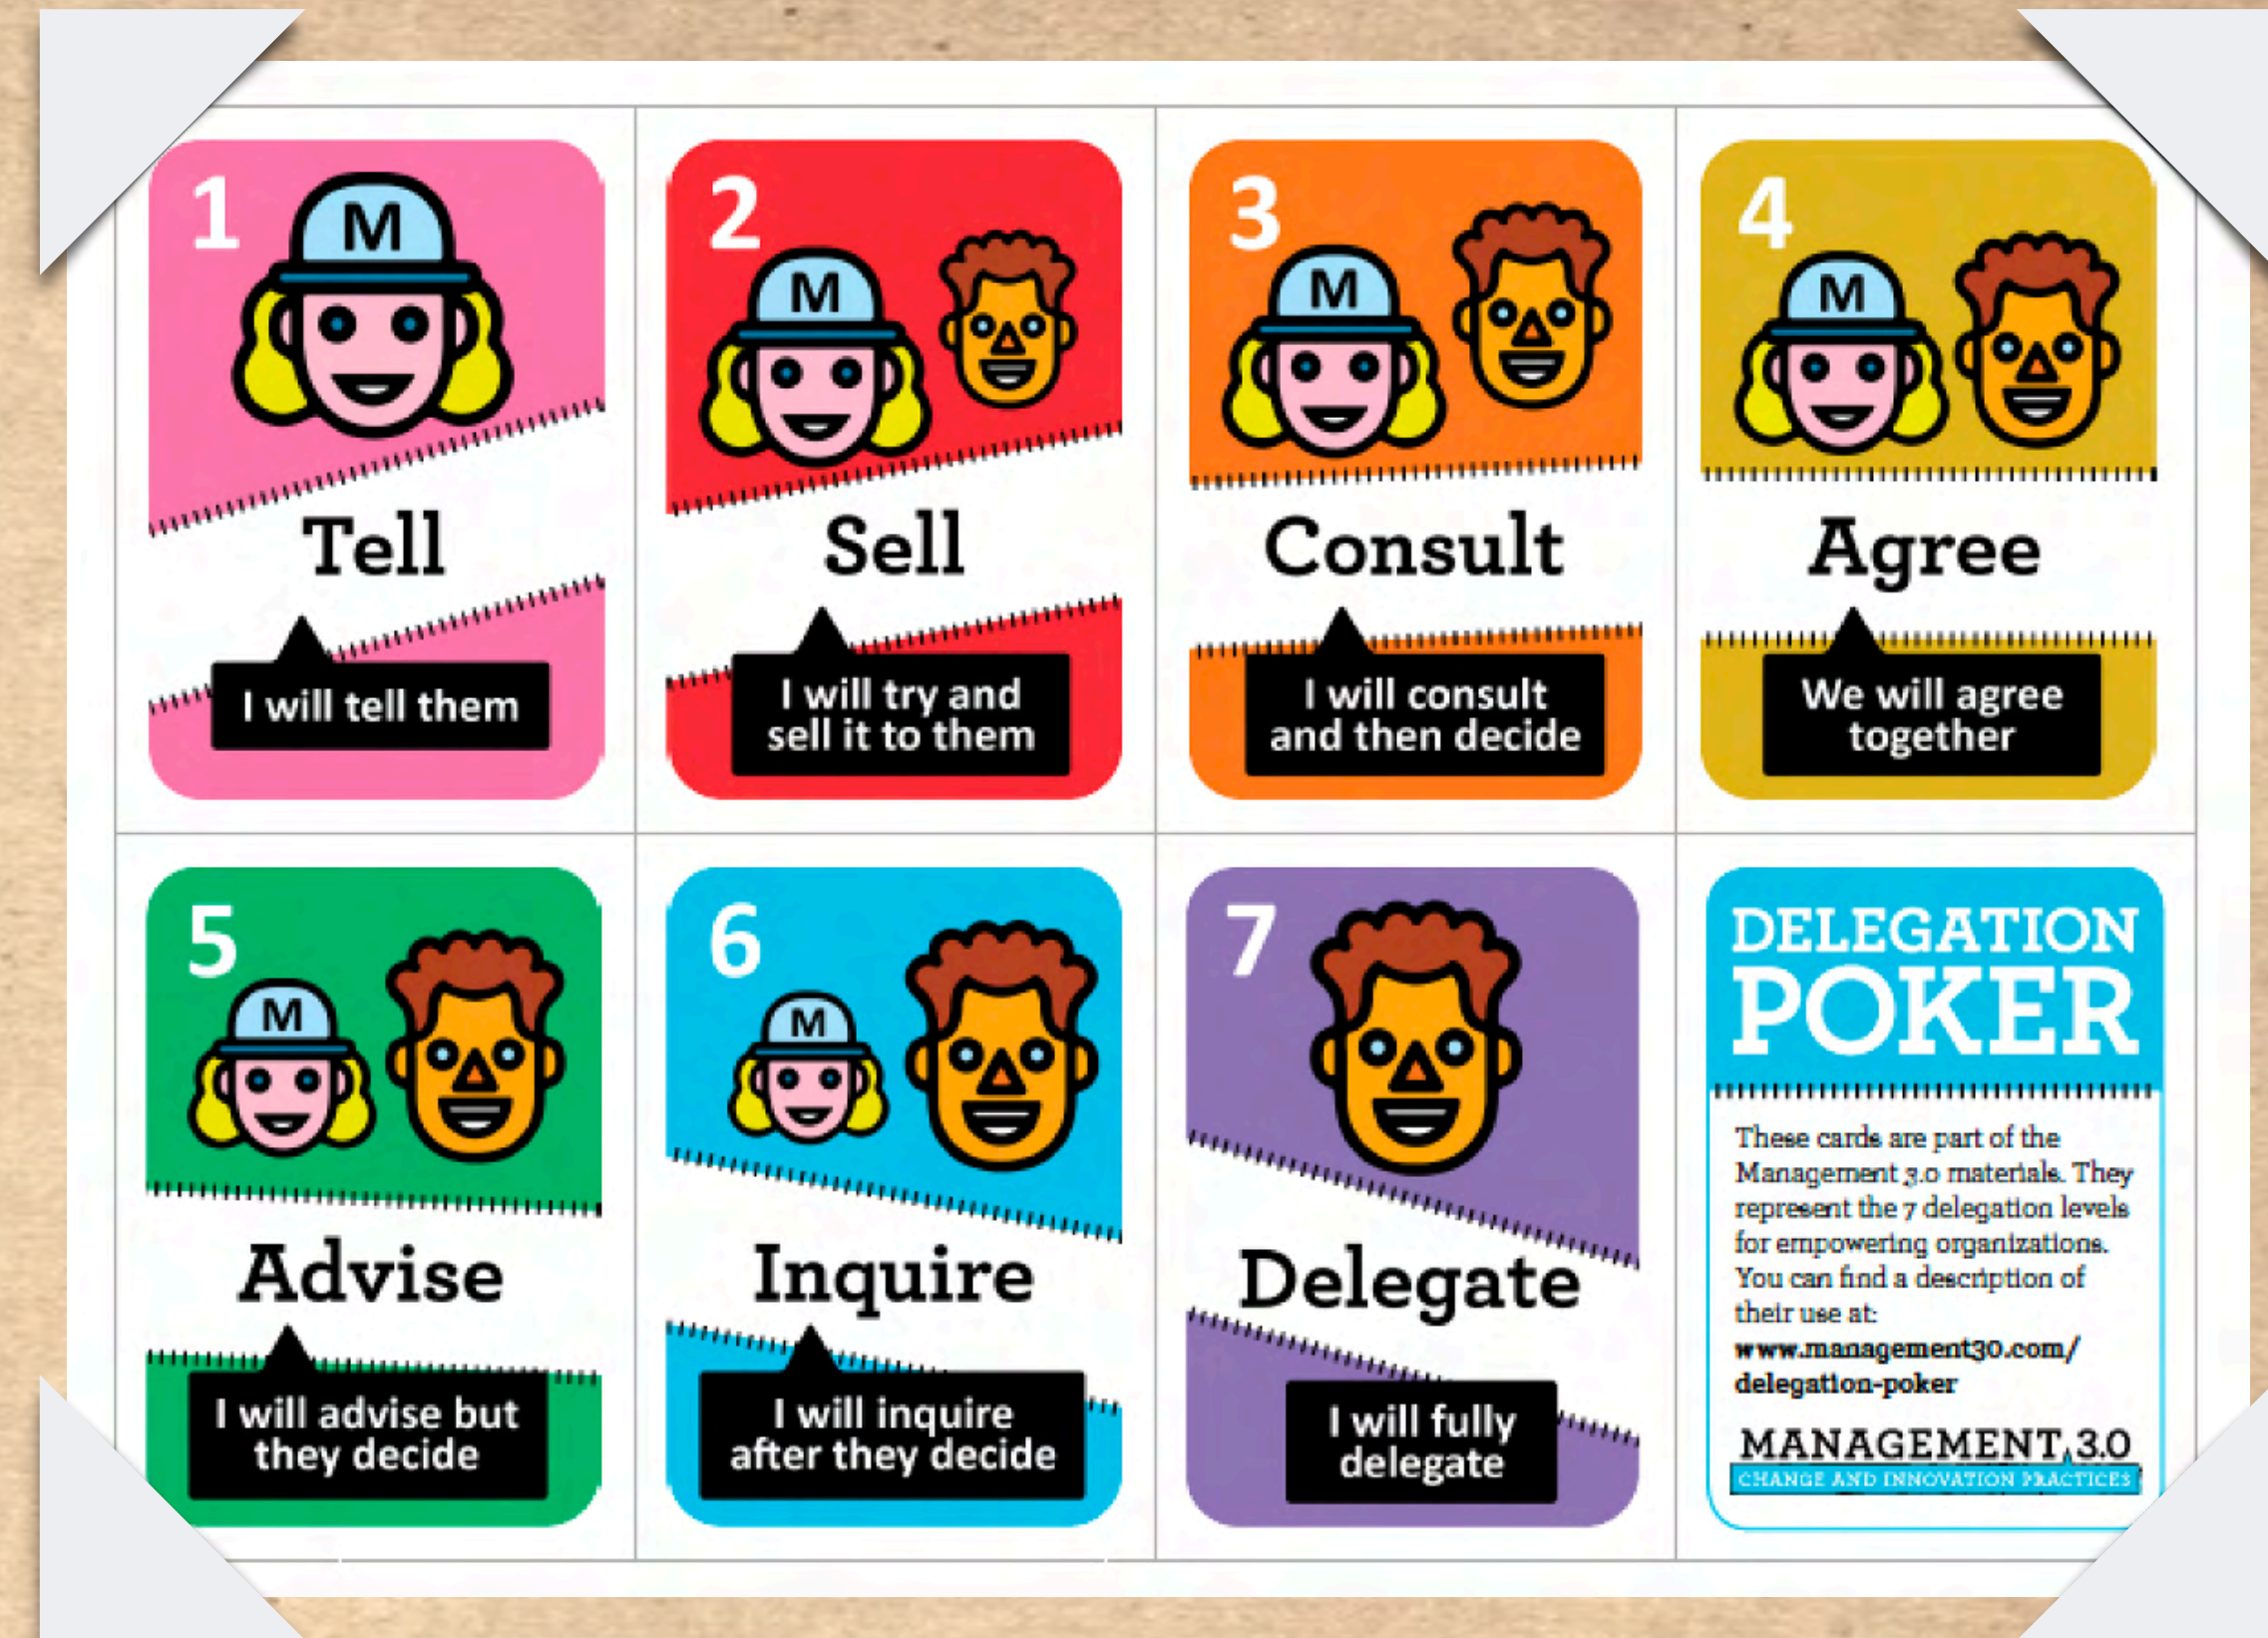 1
M
Tell
I will tell them
2
M
Sell
I will try and
sell it to them
3
M
Consult
I will consult
and then decide
4
M
Agree
We will agree
together
5
M
Advise
I will advise but
they decide
6
M
Inquire
I will inquire
after they decide
7
Delegate
I will fully
delegate
DELEGATION
POKER
These cards are part of the
Management 3.0 materials. They
represent the 7 delegation levels
for empowering organizations.
You can find a description of
their use at:
www.management30.com/
delegation-poker
MANAGEMENT 3.0
CHANGE AND INNOVATION PRACTICES